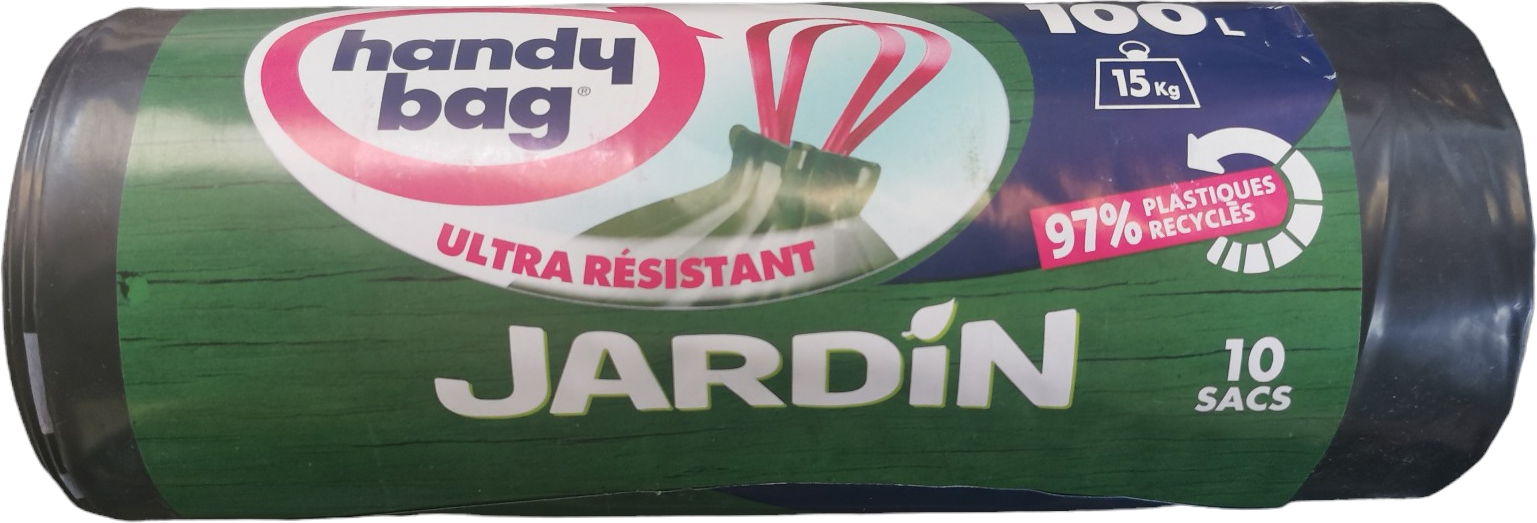 handy
bag®
ULTRA RÉSISTANT
100 L
15 Kg
97% PLASTIQUES
RECYCLÉS
JARDiN
10
SACS